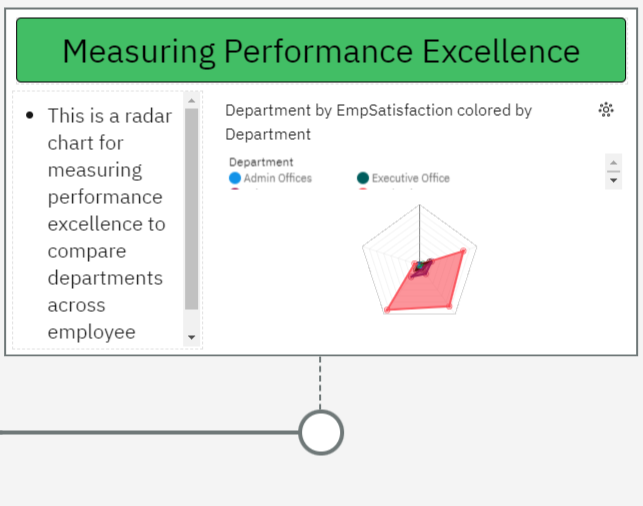 Measuring Performance Excellence
• This is a radar
chart for
measuring
performance
excellence to
compare
departments
across
employee
Department by EmpSatisfaction colored by
Department
Department
Admin Offices
Executive Office